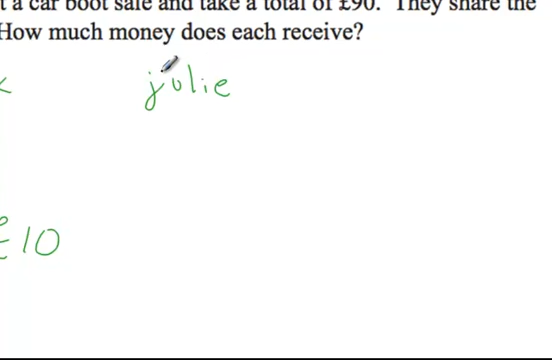 t a car boot sale and take a total of £90. They share the
How much money does each receive?
julie
£10